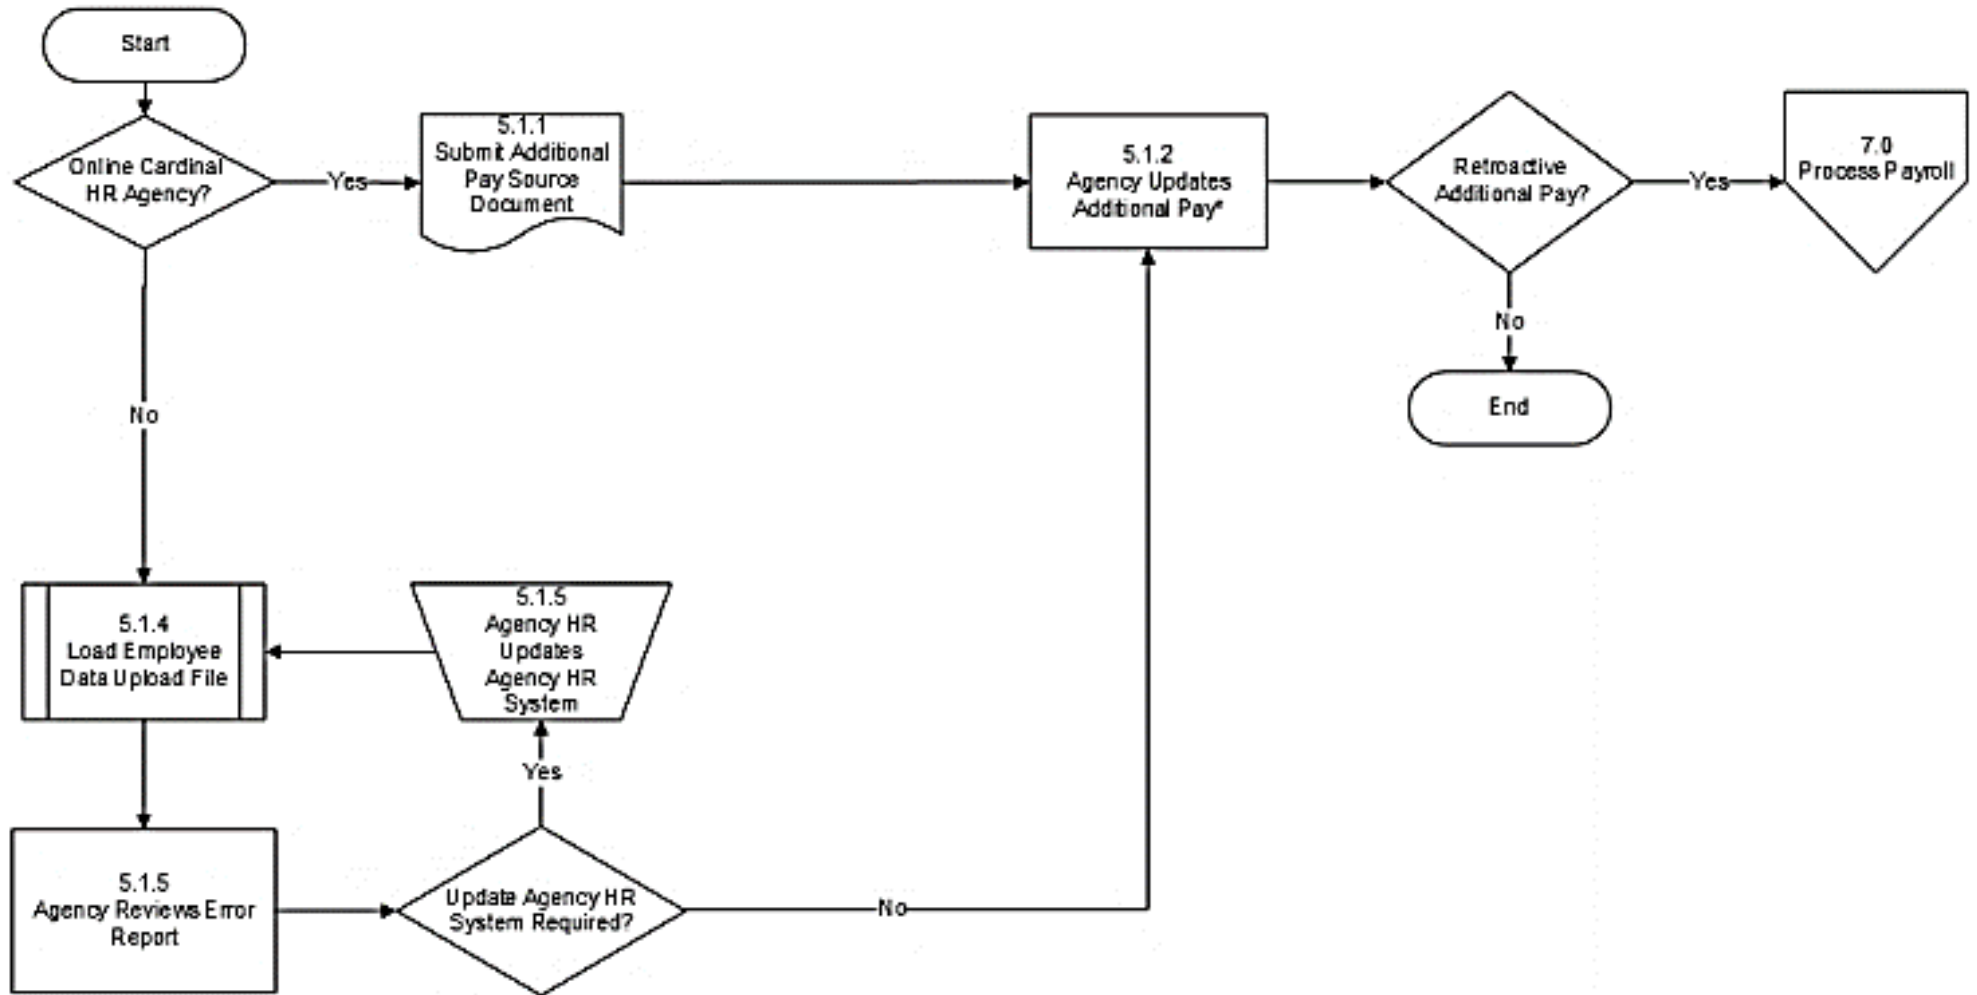 Start
Online Cardinal
HR Agency?
Yes
5.1.1
Submit Additional
Pay Source
Document
5.1.2
Agency Updates
Additional Pay*
Retroactive
Additional Pay?
Yes
7.0
Process Payroll
No
End
No
5.1.4
Load Employee
Data Upload File
5.1.5
Agency HR
Updates
Agency HR
System
Yes
5.1.5
Agency Reviews Error
Report
Update Agency HR
System Required?
No